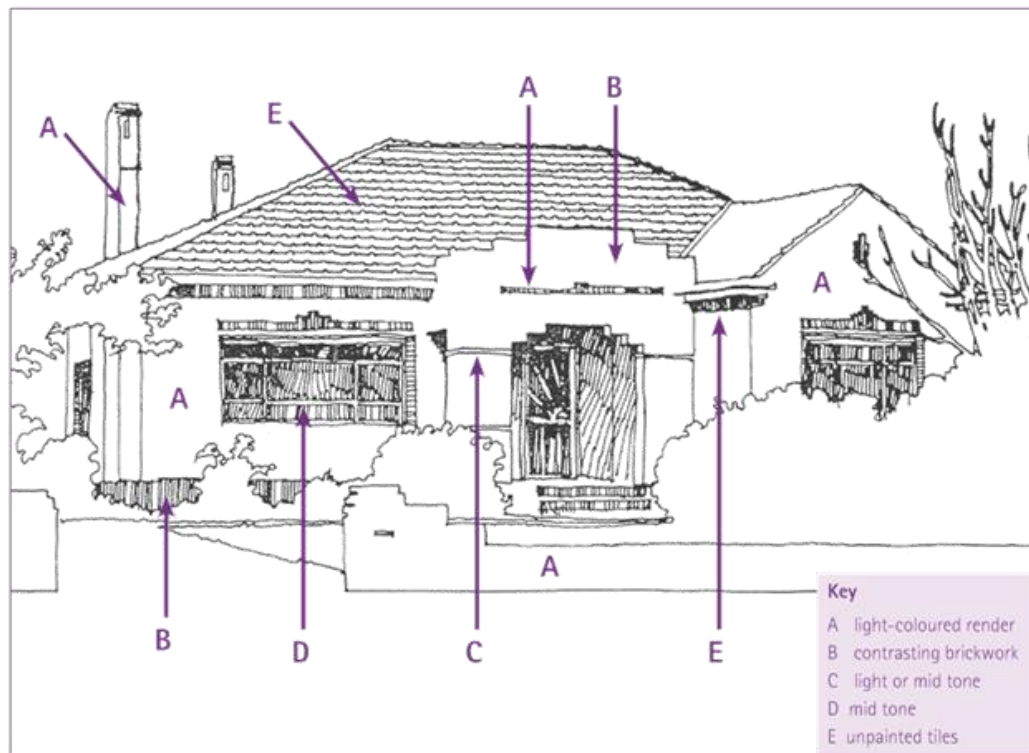 A B
E
A
A
A
A
B D C E
Key
A light-coloured render
B contrasting brickwork
C light or mid tone
D mid tone
E unpainted tiles